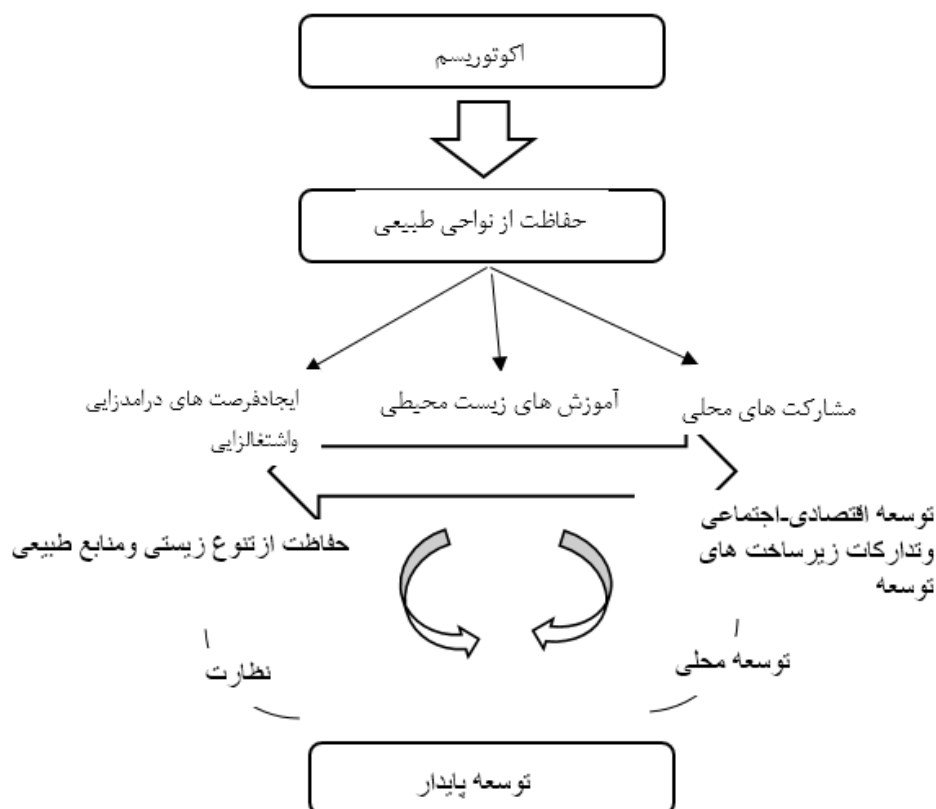 اکوتوریسم
حفاظت از نواحی طبیعی
مشارکت های محلی
آموزش های زیست محیطی
ایجادفرصت های درامدزایی
واشتغالزایی
توسعه اقتصادی-اجتماعی
وتدارکات زیرساخت های
توسعه
حفاظت ازتنوع زیستی ومنابع طبیعی
توسعه محلی
نظارت
توسعه پایدار